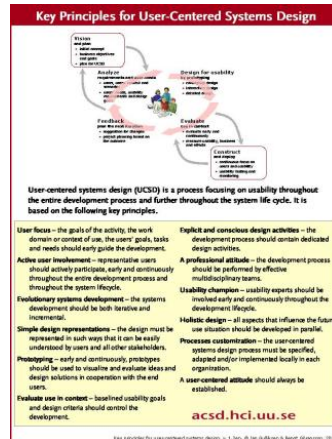 Key Principles for User-Centered Systems Design
Vision
and plan
• initial concept
• business objectives
and goals
• plan for UCSD
Analyze
Design for usability
by prototyping
Feedback
Evaluate
Construct
and deploy
User-centered systems design (UCSD) is a process focusing on usability throughout
the entire development process and further throughout the system life cycle. It is
based on the following key principles.
User focus – the goals of the activity, the work
domain or context of use, the users' goals, tasks
and needs should early guide the development.
Active user involvement – representative users
should actively participate, early and continuously
throughout the entire development process and
throughout the system lifecycle.
Evolutionary systems development – the systems
development should be both iterative and
incremental.
Simple design representations – the design must be
represented in such ways that it can be easily
understood by users and all other stakeholders.
Prototyping – early and continuously, prototypes
should be used to visualize and evaluate ideas and
design solutions in cooperation with the end
users.
Evaluate use in context – baselined usability goals
and design criteria should control the
development.
Explicit and conscious design activities – the
development process should contain dedicated
design activities.
A professional attitude – the development process
should be performed by effective
multidisciplinary teams.
Usability champion – usability experts should be
involved early and continuously throughout the
development lifecycle.
Holistic design – all aspects that influence the future
use situation should be developed in parallel.
Processes customization – the user-centered
systems design process must be specified,
adapted and/or implemented locally in each
organization.
A user-centered attitude should always be
established.
acsd.hci.uu.se